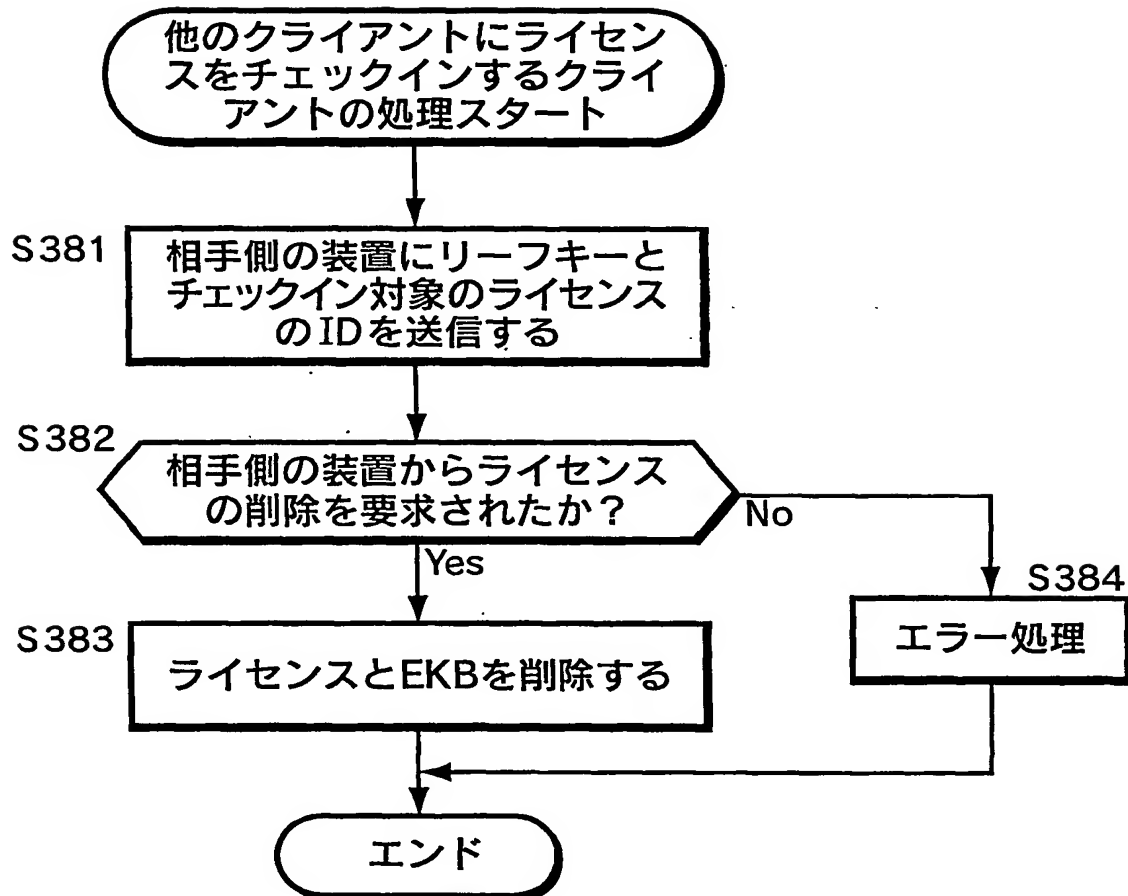 他のクライアントにライセン
スをチェックインするクライ
アントの処理スタート
S381
相手側の装置にリーフキーと
チェックイン対象のライセンス
のIDを送信する
S382
相手側の装置からライセンス
の削除を要求されたか?
No
Yes
S384
エラー処理
S383
ライセンスとEKBを削除する
エンド